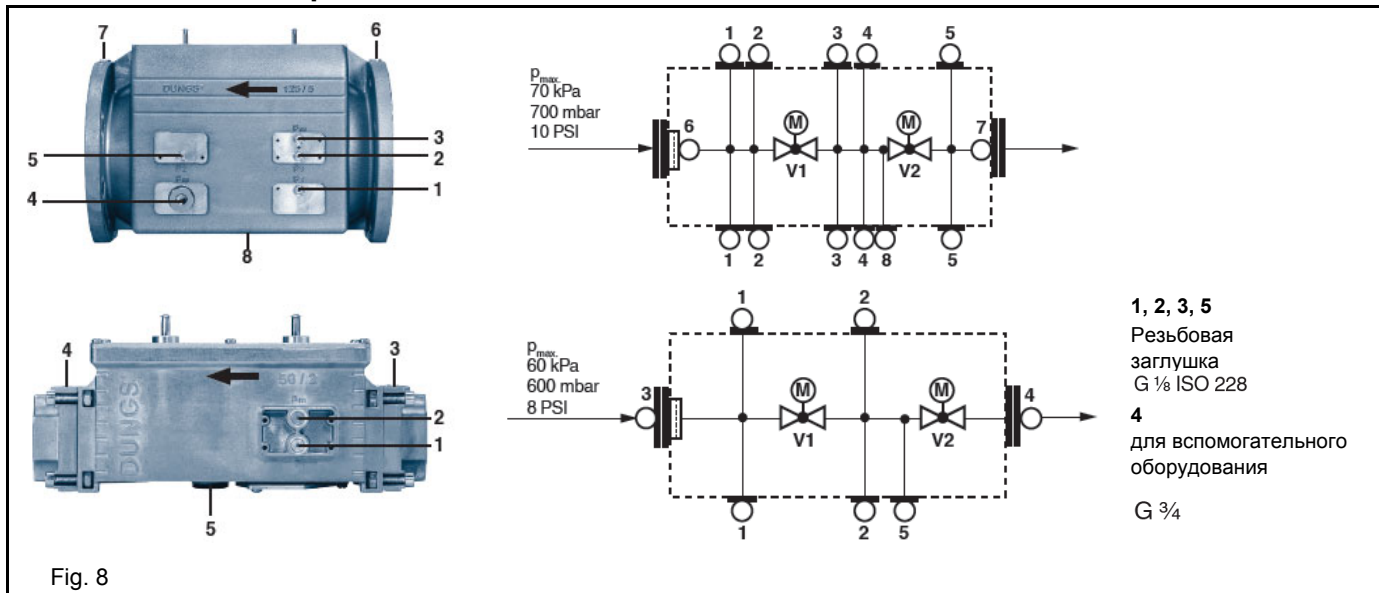 7
6
DUNGS
125/5
3
2
5
1
4
8
1 2 3 4 5
pmax.
70 kPa
700 mbar
10 PSI
6
M
M
7
V1
V2
1 2 3 4 8 5
4
3
DUNGS
2
1
5
1 2
pmax.
60 kPa
600 mbar
8 PSI
3
M
M
4
V1
V2
1 2 5
1, 2, 3, 5
Резьбовая
заглушка
G ⅛ ISO 228
4
для вспомогательного
оборудования
G ¾
Fig. 8